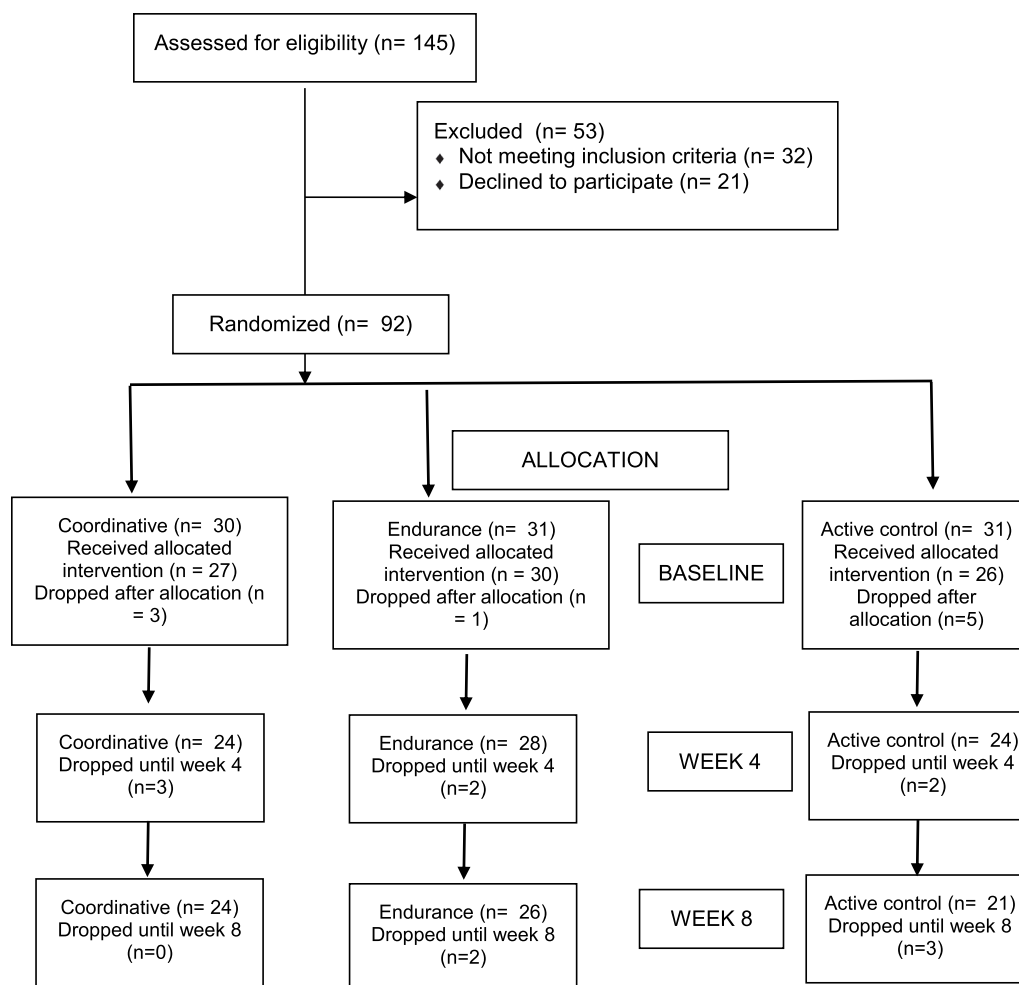 Assessed for eligibility (n= 145)
Excluded (n= 53)
♦ Not meeting inclusion criteria (n= 32)
♦ Declined to participate (n= 21)
Randomized (n= 92)
ALLOCATION
Coordinative (n= 30)
Received allocated
intervention (n = 27)
Dropped after allocation (n
= 3)
Endurance (n= 31)
Received allocated
intervention (n = 30)
Dropped after allocation (n
= 1)
BASELINE
Active control (n= 31)
Received allocated
intervention (n = 26)
Dropped after
allocation (n=5)
Coordinative (n= 24)
Dropped until week 4
(n=3)
Endurance (n= 28)
Dropped until week 4
(n=2)
WEEK 4
Active control (n= 24)
Dropped until week 4
(n=2)
Coordinative (n= 24)
Dropped until week 8
(n=0)
Endurance (n= 26)
Dropped until week 8
(n=2)
WEEK 8
Active control (n= 21)
Dropped until week 8
(n=3)